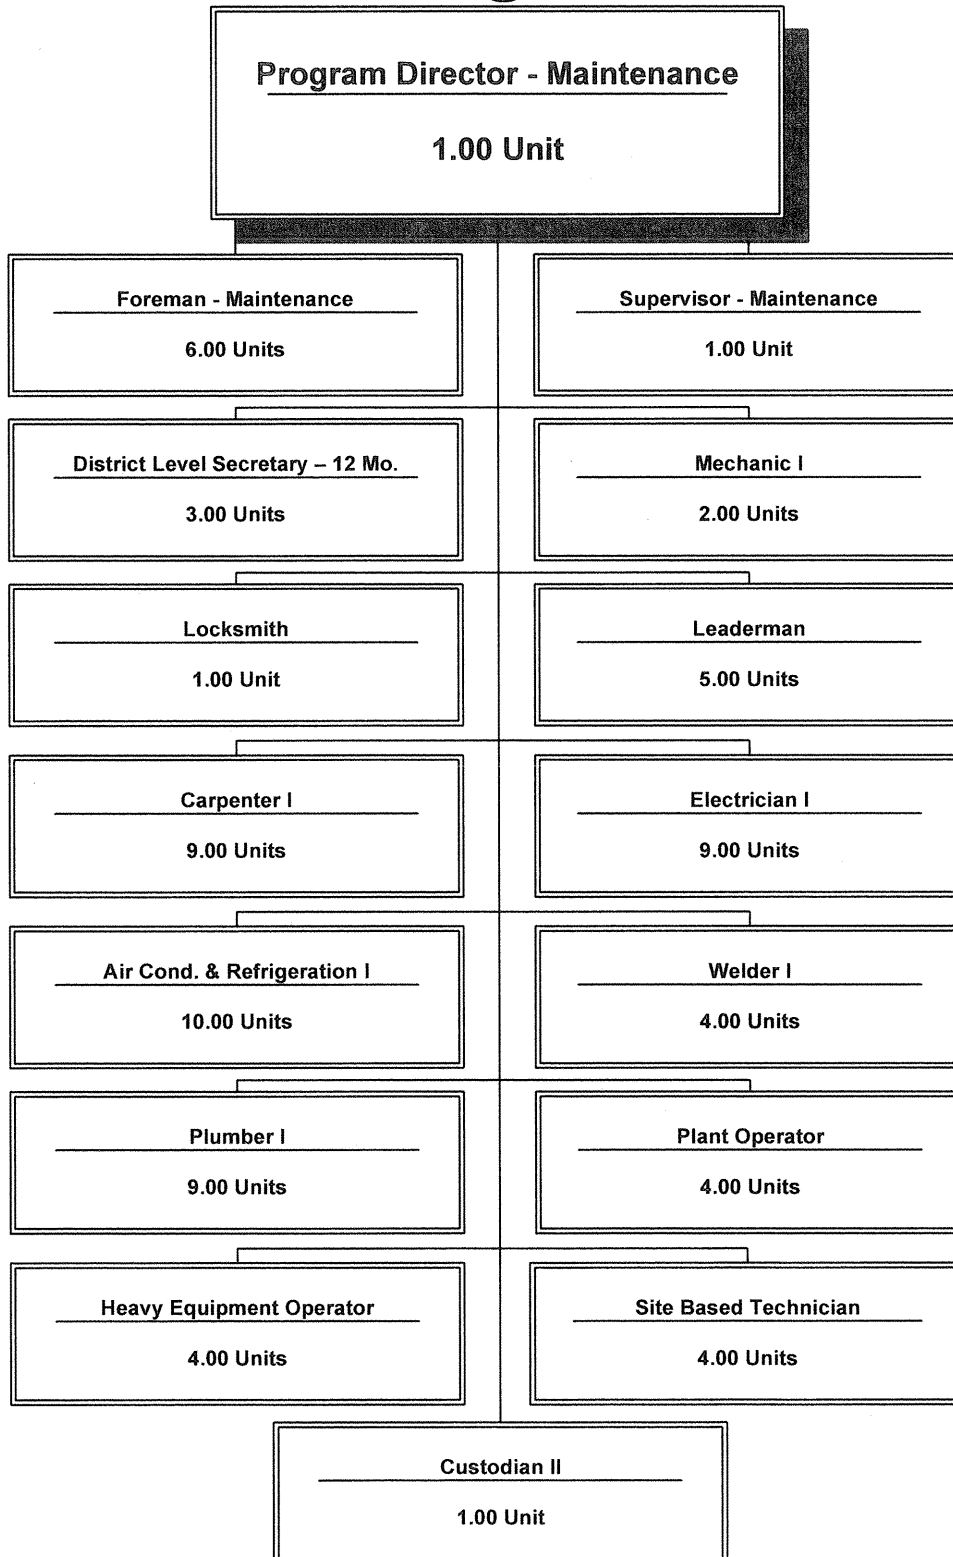 Program Director - Maintenance
1.00 Unit
Foreman - Maintenance
6.00 Units
Supervisor - Maintenance
1.00 Unit
District Level Secretary – 12 Mo.
3.00 Units
Mechanic I
2.00 Units
Locksmith
1.00 Unit
Leaderman
5.00 Units
Carpenter I
9.00 Units
Electrician I
9.00 Units
Air Cond. & Refrigeration I
10.00 Units
Welder I
4.00 Units
Plumber I
9.00 Units
Plant Operator
4.00 Units
Heavy Equipment Operator
4.00 Units
Site Based Technician
4.00 Units
Custodian II
1.00 Unit